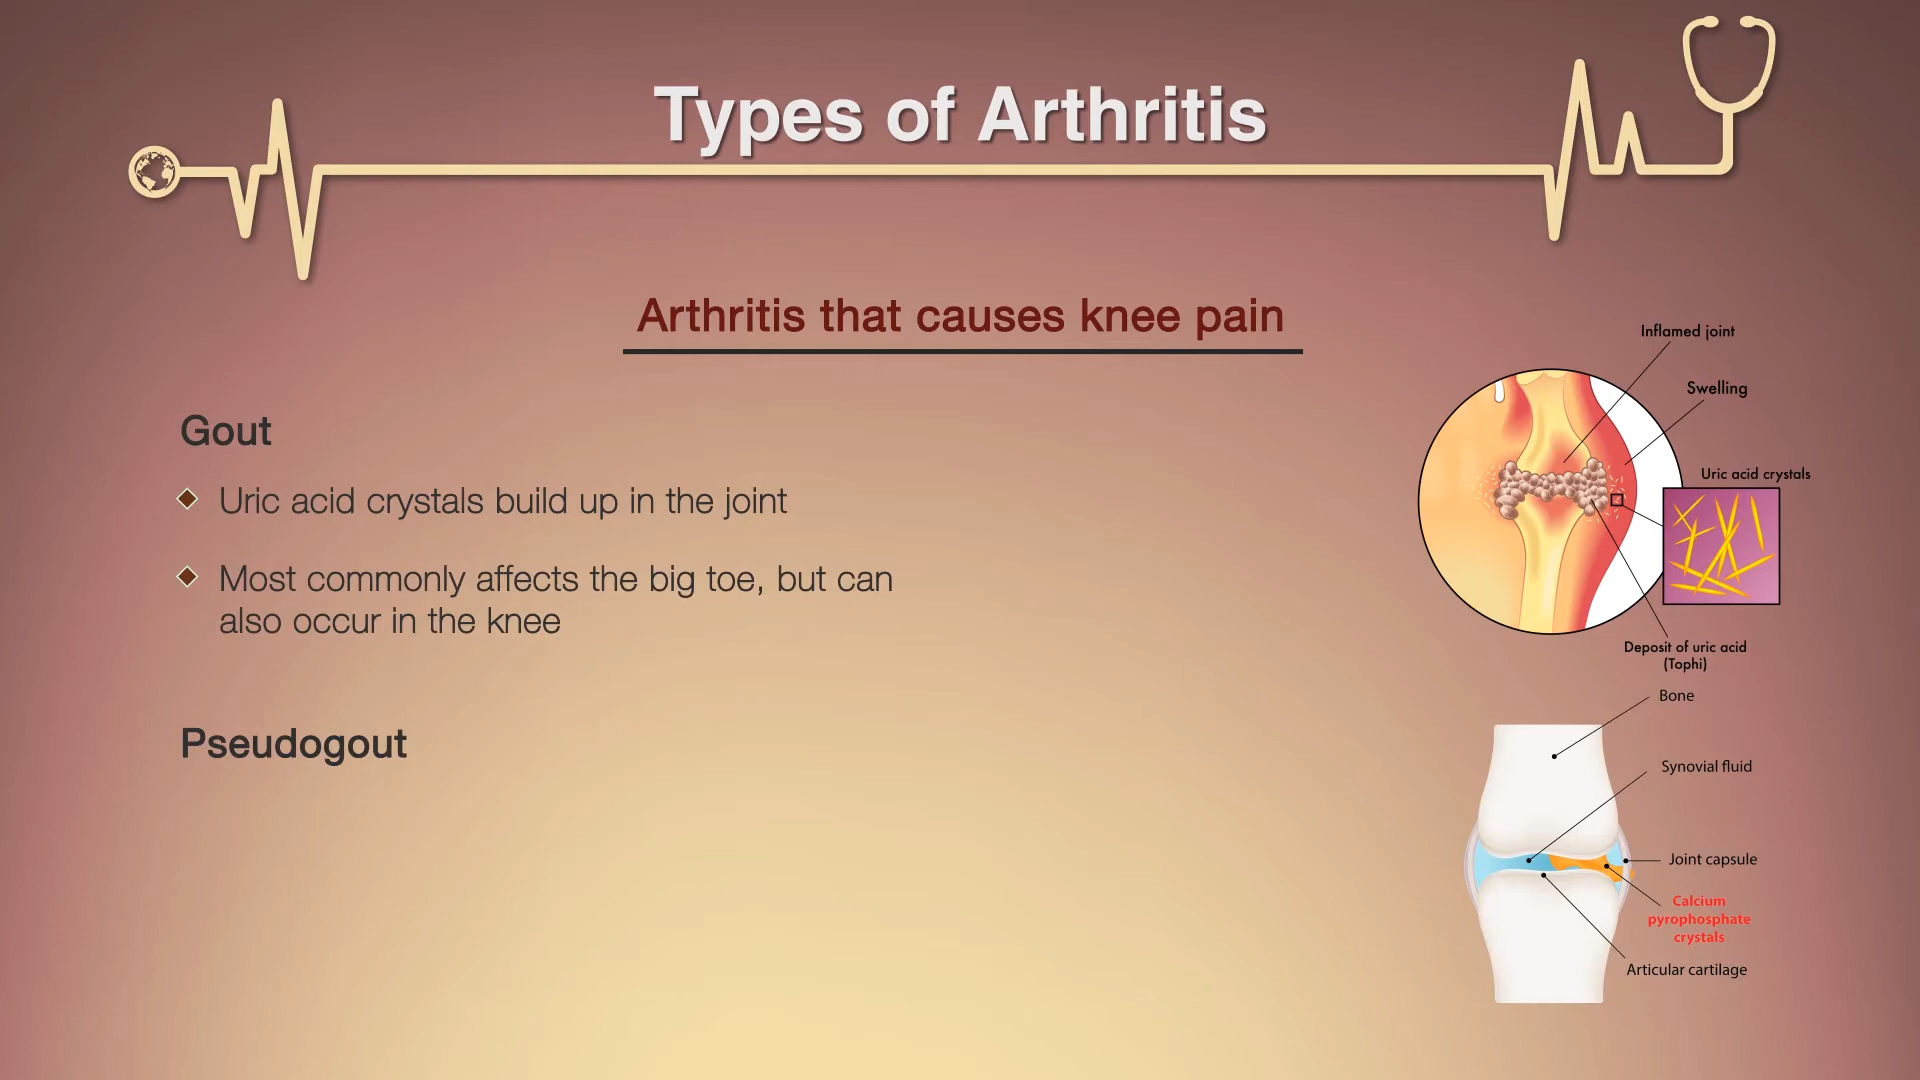 Types of Arthritis
Arthritis that causes knee pain
Gout
Uric acid crystals build up in the joint
Most commonly affects the big toe, but can
also occur in the knee
Pseudogout
Inflamed joint
Swelling
Uric acid crystals
Deposit of uric acid
(Tophi)
Bone
Synovial fluid
Joint capsule
Calcium
pyrophosphate
crystals
Articular cartilage